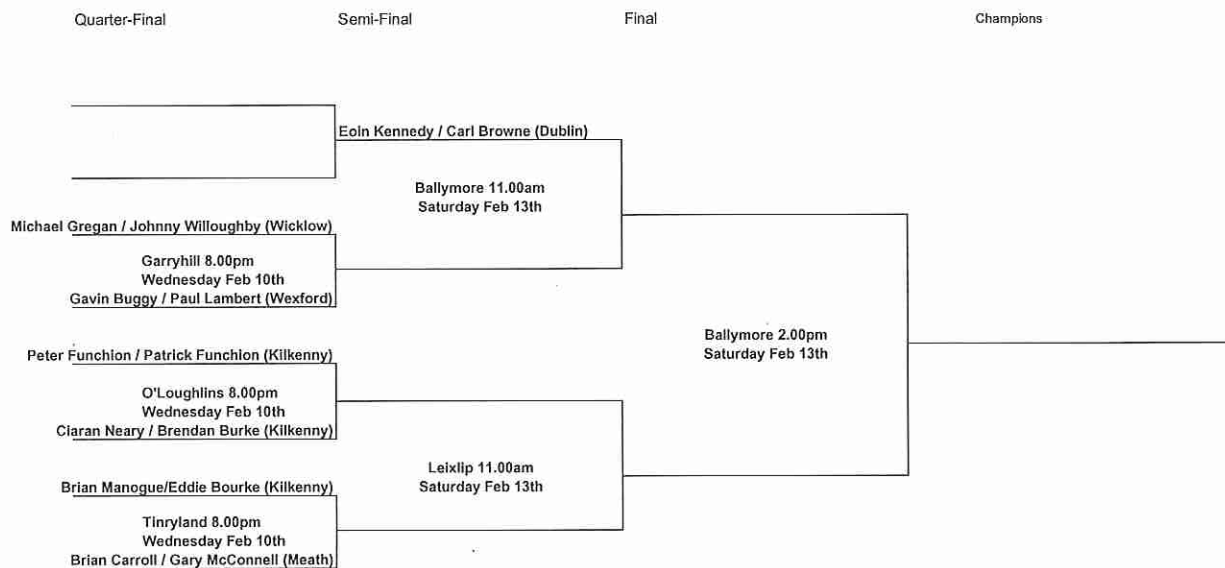 Quarter-Final Semi-Final Final Champions
Eoin Kennedy / Carl Browne (Dublin)
Ballymore 11.00am
Saturday Feb 13th
Michael Gregan / Johnny Willoughby (Wicklow)
Garryhill 8.00pm
Wednesday Feb 10th
Gavin Buggy / Paul Lambert (Wexford)
Ballymore 2.00pm
Saturday Feb 13th
Peter Funchion / Patrick Funchion (Kilkenny)
O'Loughlins 8.00pm
Wednesday Feb 10th
Ciaran Neary / Brendan Burke (Kilkenny)
Leixlip 11.00am
Saturday Feb 13th
Brian Manogue/Eddie Bourke (Kilkenny)
Tinryland 8.00pm
Wednesday Feb 10th
Brian Carroll / Gary McConnell (Meath)